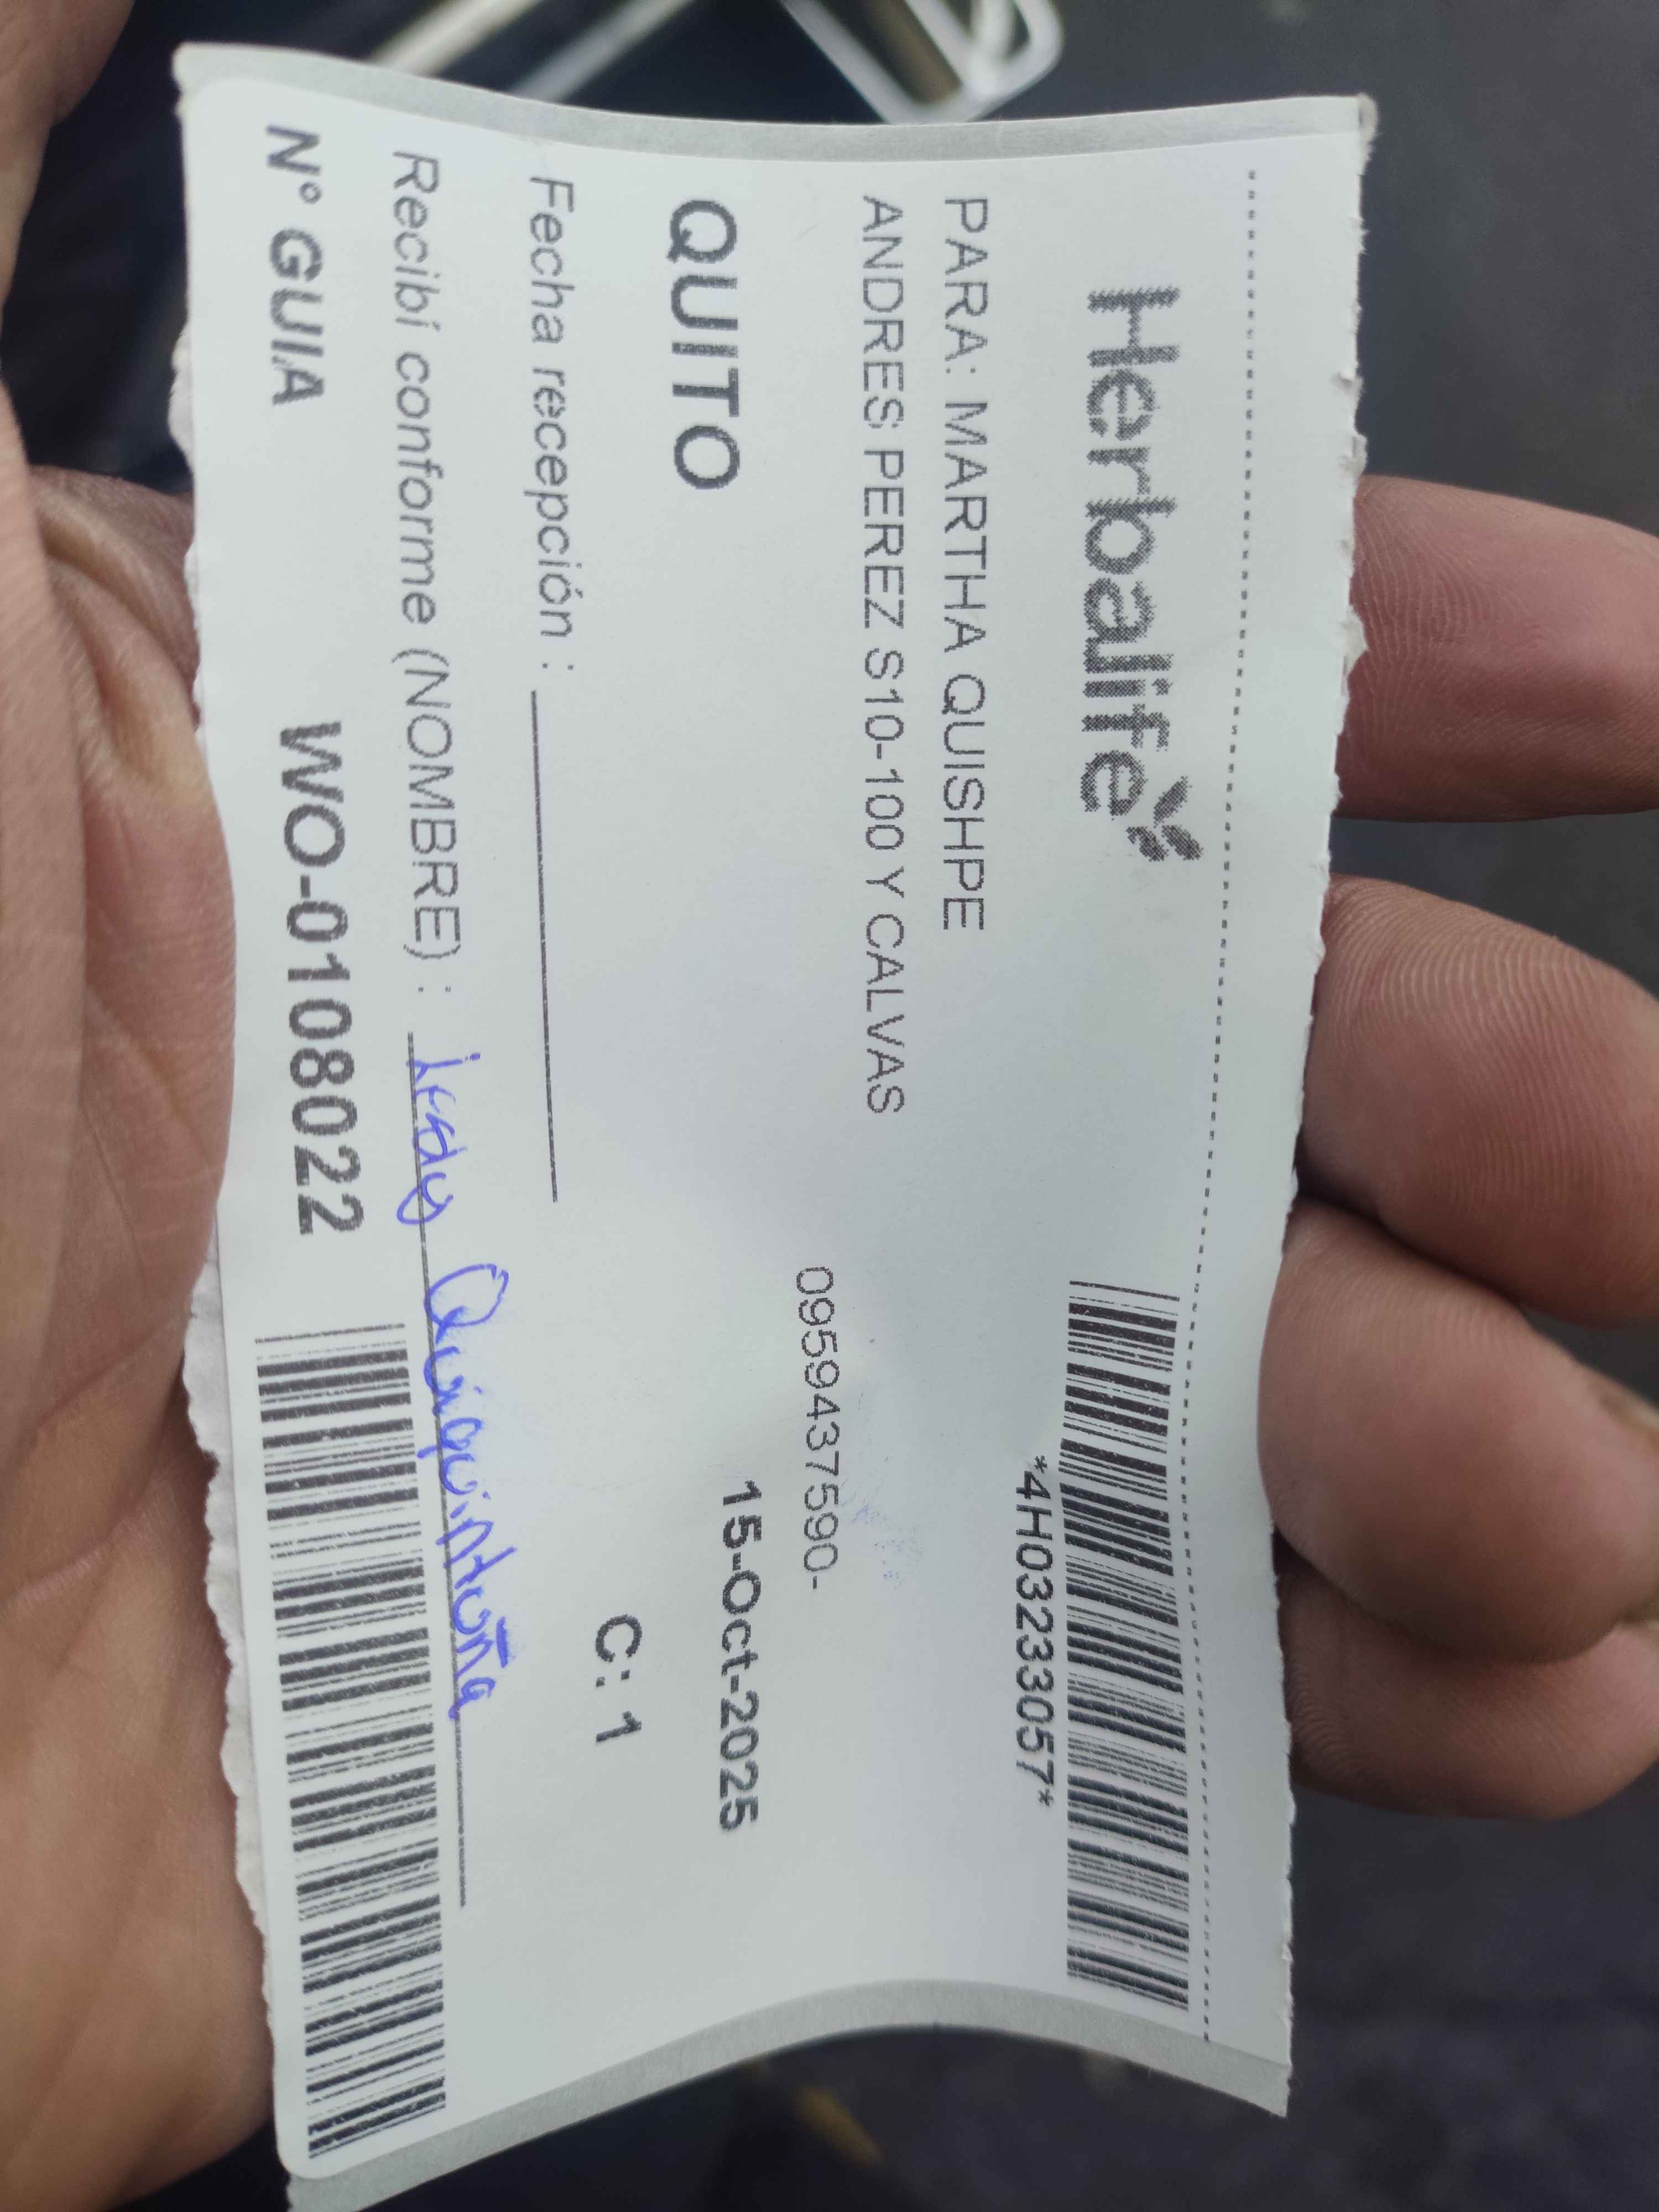 Herbalife
*4H03233057*
PARA: MARTHA QUISHPE
ANDRES PEREZ S10-100 Y CALVAS
0959437590-
QUITO
15-Oct-2025
C: 1
Fecha recepción :
Recibí conforme (NOMBRE) :
N° GUIA WO-0108022